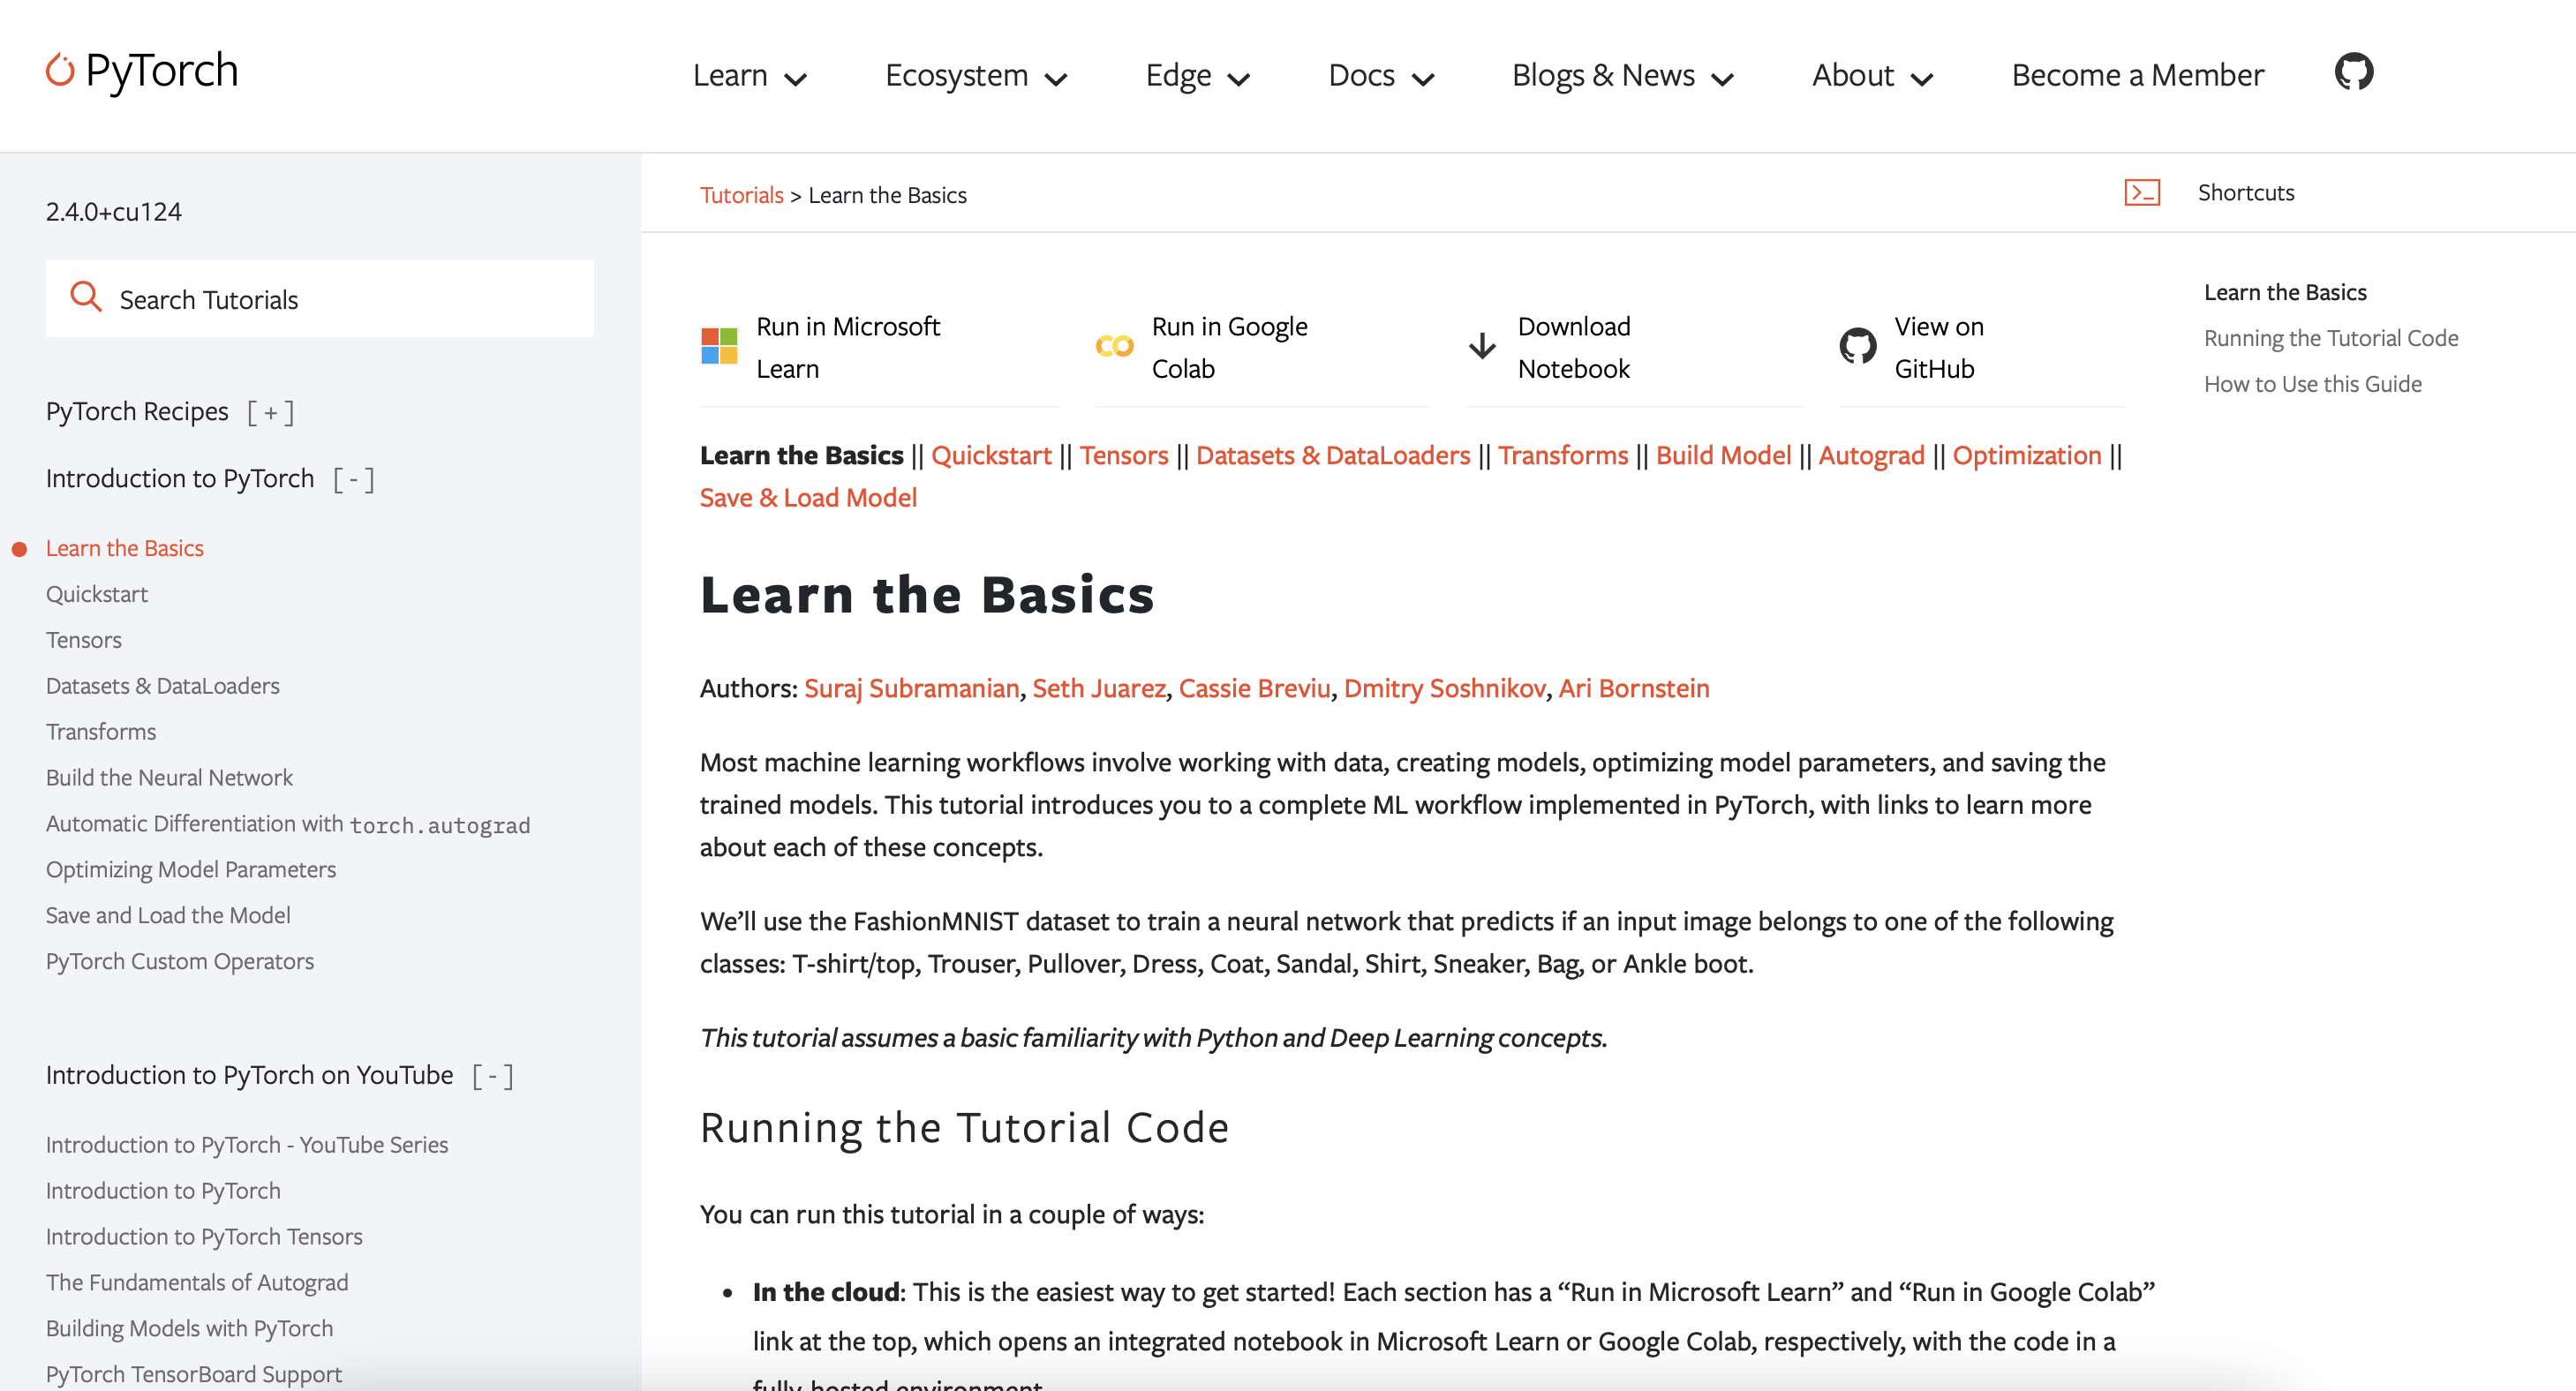 PyTorch
Learn
Ecosystem
Edge
Docs
Blogs & News
About
Become a Member
2.4.0+cu124
Search Tutorials
PyTorch Recipes [ + ]
Introduction to PyTorch [ - ]
Learn the Basics
Quickstart
Tensors
Datasets & DataLoaders
Transforms
Build the Neural Network
Automatic Differentiation with torch.autograd
Optimizing Model Parameters
Save and Load the Model
PyTorch Custom Operators
Introduction to PyTorch on YouTube [ - ]
Introduction to PyTorch - YouTube Series
Introduction to PyTorch
Introduction to PyTorch Tensors
The Fundamentals of Autograd
Building Models with PyTorch
PyTorch TensorBoard Support
Tutorials > Learn the Basics
Shortcuts
Run in Microsoft
Learn
Run in Google
Colab
Download
Notebook
View on
GitHub
Learn the Basics || Quickstart || Tensors || Datasets & DataLoaders || Transforms || Build Model || Autograd || Optimization ||
Save & Load Model
Learn the Basics
Authors: Suraj Subramanian, Seth Juarez, Cassie Breviu, Dmitry Soshnikov, Ari Bornstein
Most machine learning workflows involve working with data, creating models, optimizing model parameters, and saving the
trained models. This tutorial introduces you to a complete ML workflow implemented in PyTorch, with links to learn more
about each of these concepts.
We’ll use the FashionMNIST dataset to train a neural network that predicts if an input image belongs to one of the following
classes: T-shirt/top, Trouser, Pullover, Dress, Coat, Sandal, Shirt, Sneaker, Bag, or Ankle boot.
This tutorial assumes a basic familiarity with Python and Deep Learning concepts.
Running the Tutorial Code
You can run this tutorial in a couple of ways:
• In the cloud: This is the easiest way to get started! Each section has a “Run in Microsoft Learn” and “Run in Google Colab”
link at the top, which opens an integrated notebook in Microsoft Learn or Google Colab, respectively, with the code in a
fully-hosted environment.
Learn the Basics
Running the Tutorial Code
How to Use this Guide